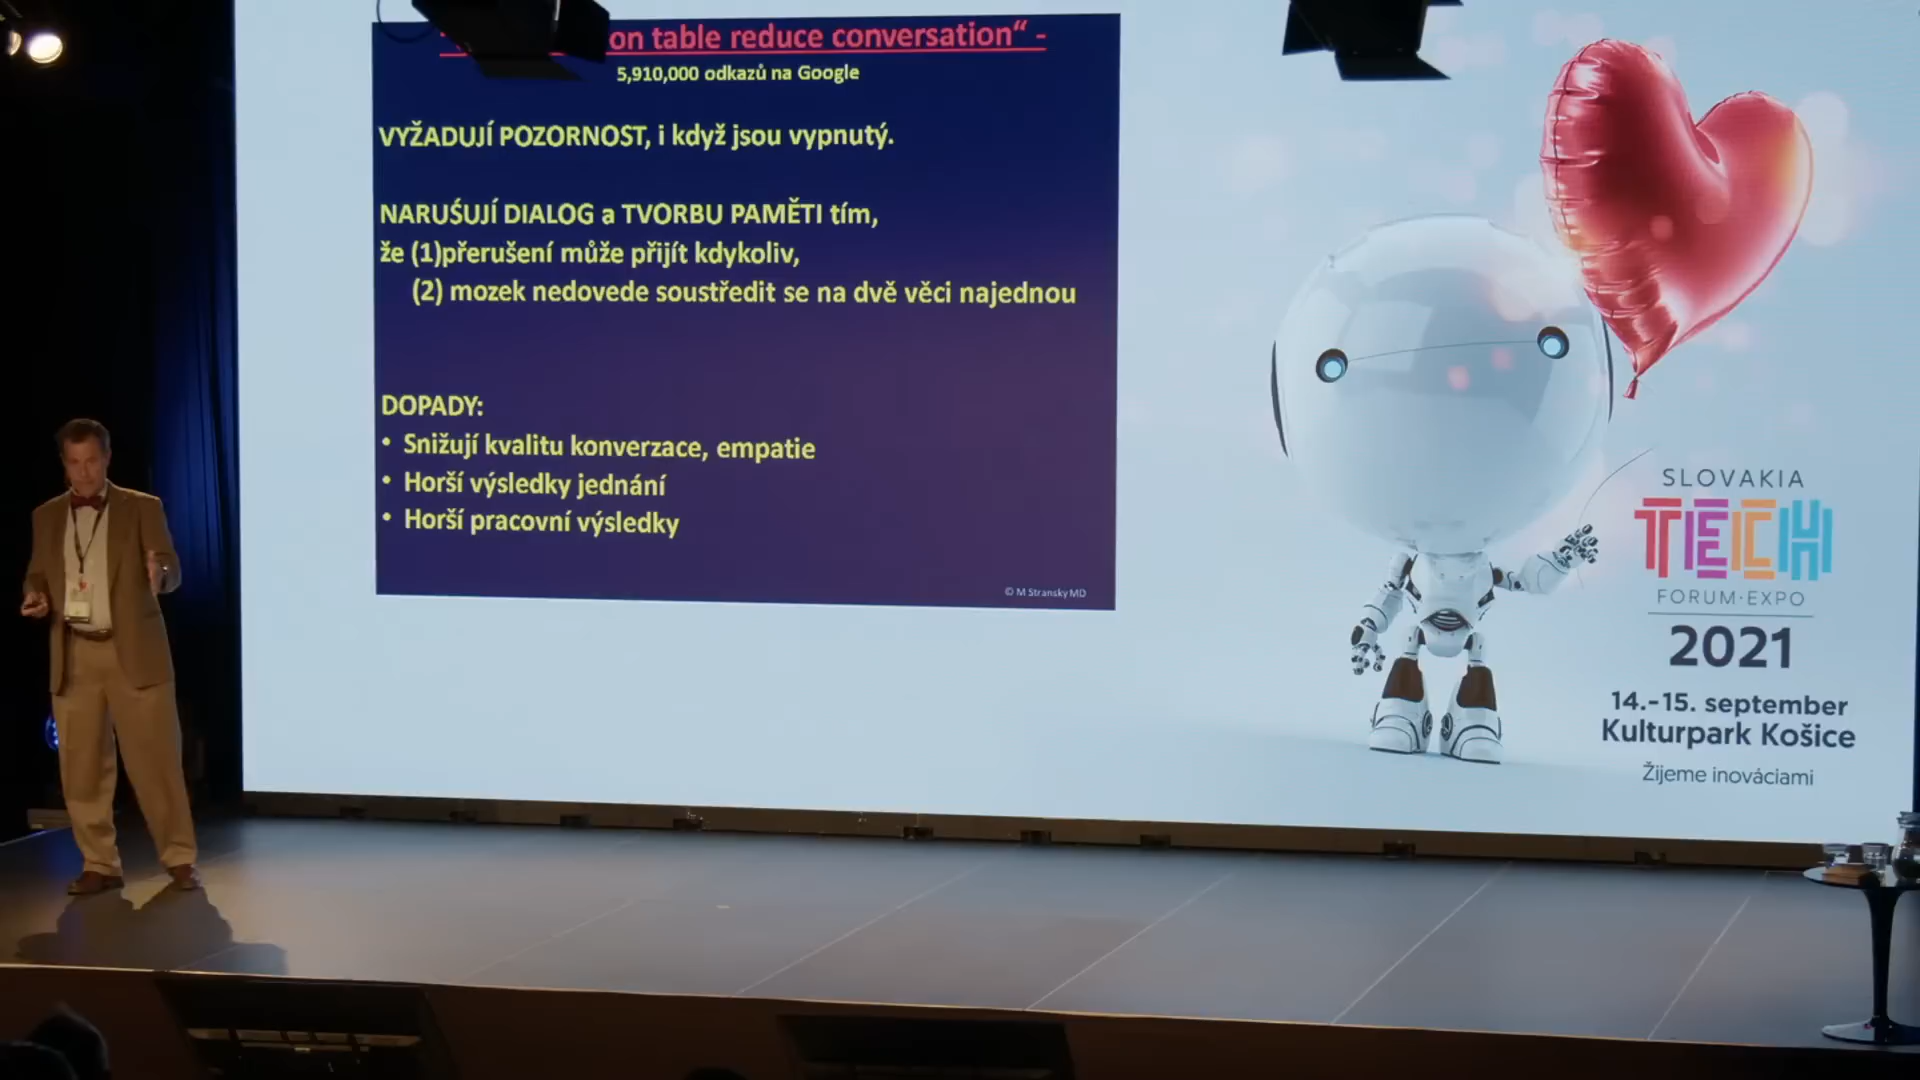 on table reduce conversation“ -
5,910,000 odkazů na Google
VYŽADUJÍ POZORNOST, i když jsou vypnutý.
NARUŚUJÍ DIALOG a TVORBU PAMĚTI tím,
že (1)přerušení může přijít kdykoliv,
(2) mozek nedovede soustředit se na dvě věci najednou
DOPADY:
• Snižují kvalitu konverzace, empatie
• Horší výsledky jednání
• Horší pracovní výsledky
© M Stransky MD
SLOVAKIA
TECH
FORUM·EXPO
2021
14.-15. september
Kulturpark Košice
Žijeme inováciami